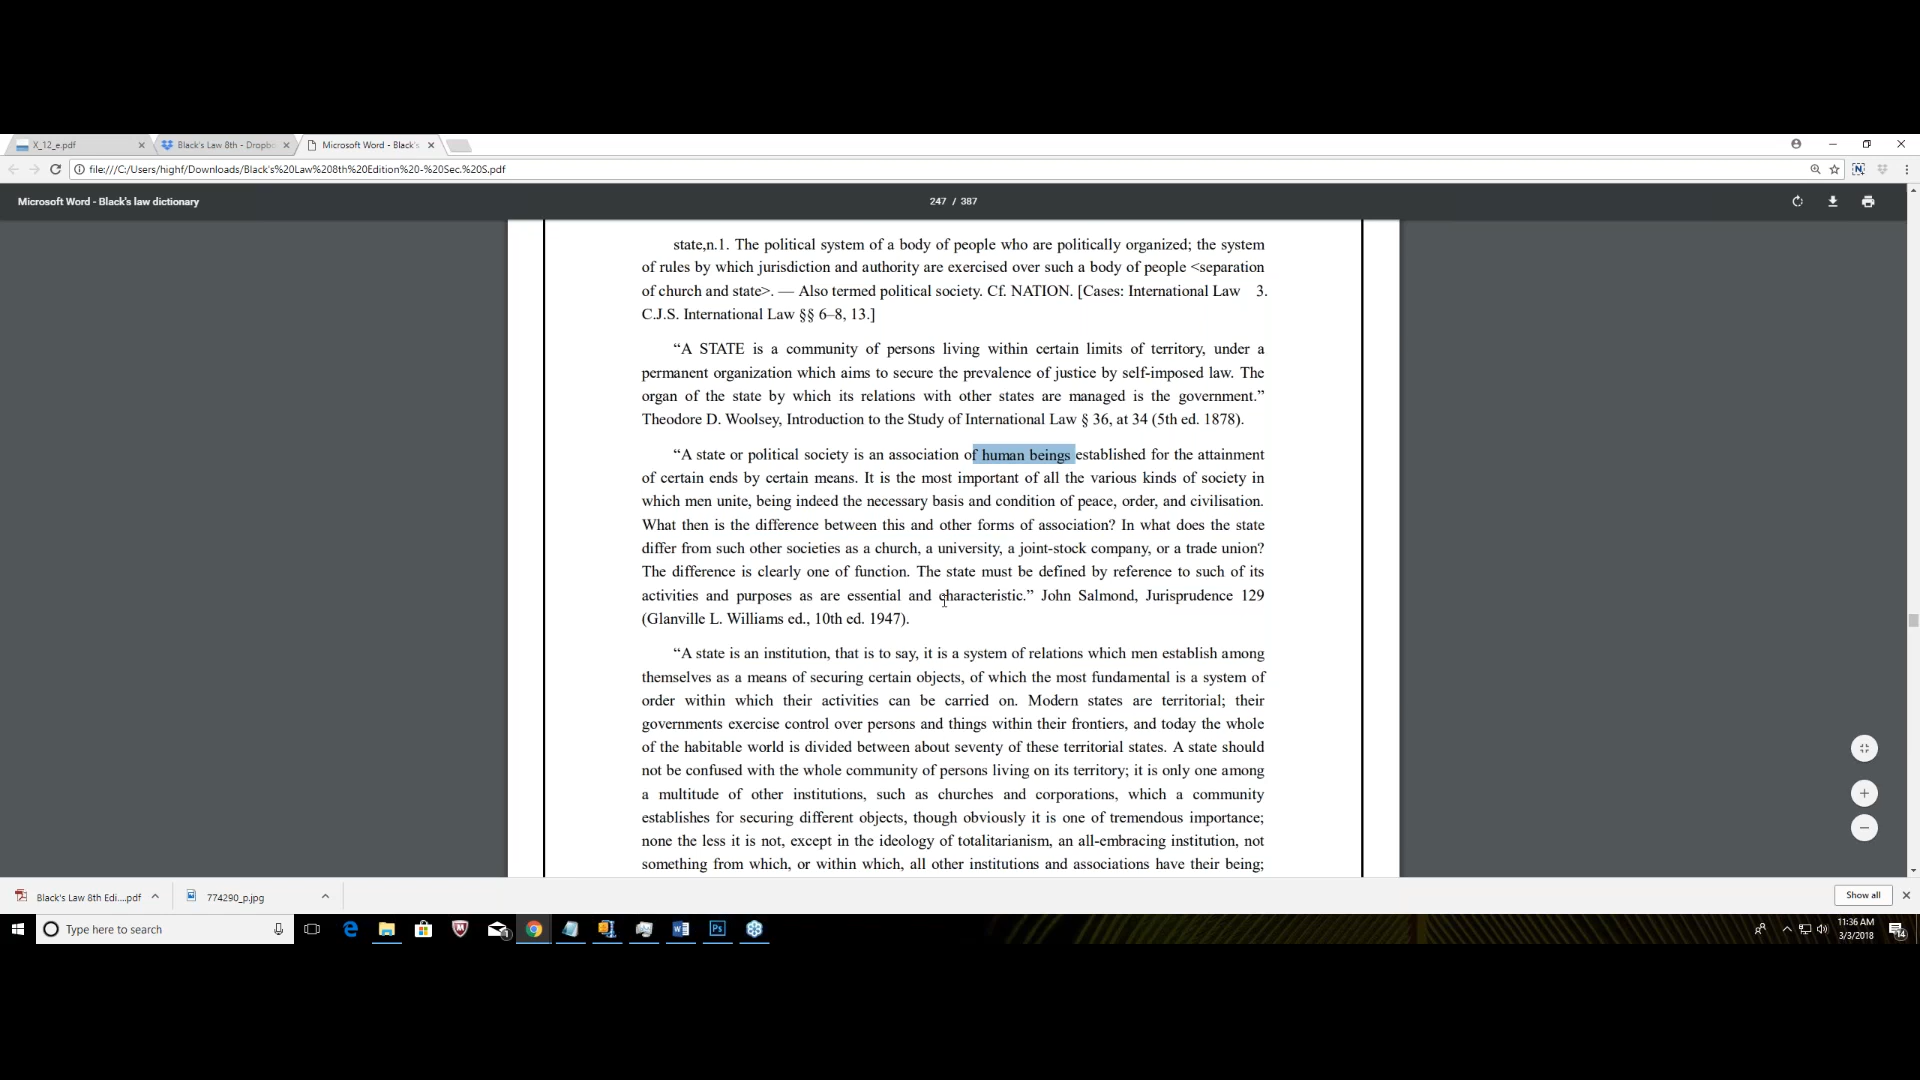 X_12_e.pdf
Black's Law 8th - Dropb
Microsoft Word - Black's
file:///C:/Users/highf/Downloads/Black's%20Law%208th%20Edition%20-%20Sec.%20S.pdf
Microsoft Word - Black's law dictionary
247 / 387
state,n.1. The political system of a body of people who are politically organized; the system
of rules by which jurisdiction and authority are exercised over such a body of people <separation
of church and state>. — Also termed political society. Cf. NATION. [Cases: International Law 3.
C.J.S. International Law §§ 6–8, 13.]
“A STATE is a community of persons living within certain limits of territory, under a
permanent organization which aims to secure the prevalence of justice by self-imposed law. The
organ of the state by which its relations with other states are managed is the government.”
Theodore D. Woolsey, Introduction to the Study of International Law § 36, at 34 (5th ed. 1878).
“A state or political society is an association of human beings established for the attainment
of certain ends by certain means. It is the most important of all the various kinds of society in
which men unite, being indeed the necessary basis and condition of peace, order, and civilisation.
What then is the difference between this and other forms of association? In what does the state
differ from such other societies as a church, a university, a joint-stock company, or a trade union?
The difference is clearly one of function. The state must be defined by reference to such of its
activities and purposes as are essential and characteristic.” John Salmond, Jurisprudence 129
(Glanville L. Williams ed., 10th ed. 1947).
“A state is an institution, that is to say, it is a system of relations which men establish among
themselves as a means of securing certain objects, of which the most fundamental is a system of
order within which their activities can be carried on. Modern states are territorial; their
governments exercise control over persons and things within their frontiers, and today the whole
of the habitable world is divided between about seventy of these territorial states. A state should
not be confused with the whole community of persons living on its territory; it is only one among
a multitude of other institutions, such as churches and corporations, which a community
establishes for securing different objects, though obviously it is one of tremendous importance;
none the less it is not, except in the ideology of totalitarianism, an all-embracing institution, not
something from which, or within which, all other institutions and associations have their being;
Black's Law 8th Edi....pdf
774290_p.jpg
Show all
Type here to search
Ps
11:36 AM
3/3/2018
14